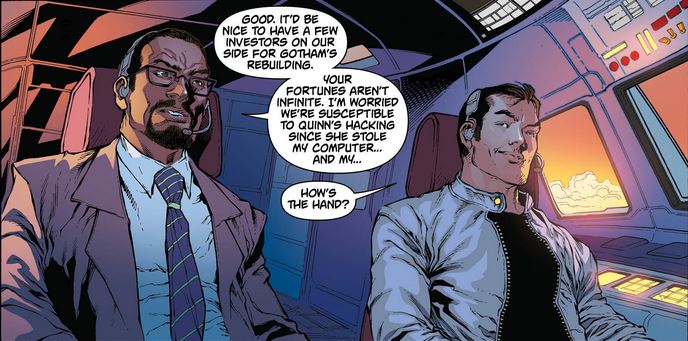 GOOD. IT'D BE
NICE TO HAVE A FEW
INVESTORS ON OUR
SIDE FOR GOTHAM'S
REBUILDING.
YOUR
FORTUNES AREN'T
INFINITE. I'M WORRIED
WE'RE SUSCEPTIBLE
TO QUINN'S HACKING
SINCE SHE STOLE
MY COMPUTER...
AND MY...
HOW'S
THE HAND?